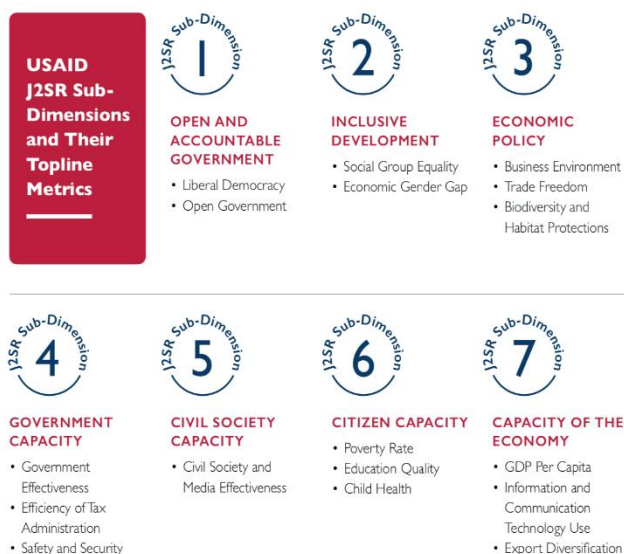 USAID
J2SR Sub-
Dimensions
and Their
Topline
Metrics
J2SR Sub-Dimension
1
OPEN AND
ACCOUNTABLE
GOVERNMENT
• Liberal Democracy
• Open Government
J2SR Sub-Dimension
2
INCLUSIVE
DEVELOPMENT
• Social Group Equality
• Economic Gender Gap
J2SR Sub-Dimension
3
ECONOMIC
POLICY
• Business Environment
• Trade Freedom
• Biodiversity and
Habitat Protections
J2SR Sub-Dimension
4
GOVERNMENT
CAPACITY
• Government
Effectiveness
• Efficiency of Tax
Administration
• Safety and Security
J2SR Sub-Dimension
5
CIVIL SOCIETY
CAPACITY
• Civil Society and
Media Effectiveness
J2SR Sub-Dimension
6
CITIZEN CAPACITY
• Poverty Rate
• Education Quality
• Child Health
J2SR Sub-Dimension
7
CAPACITY OF THE
ECONOMY
• GDP Per Capita
• Information and
Communication
Technology Use
• Export Diversification